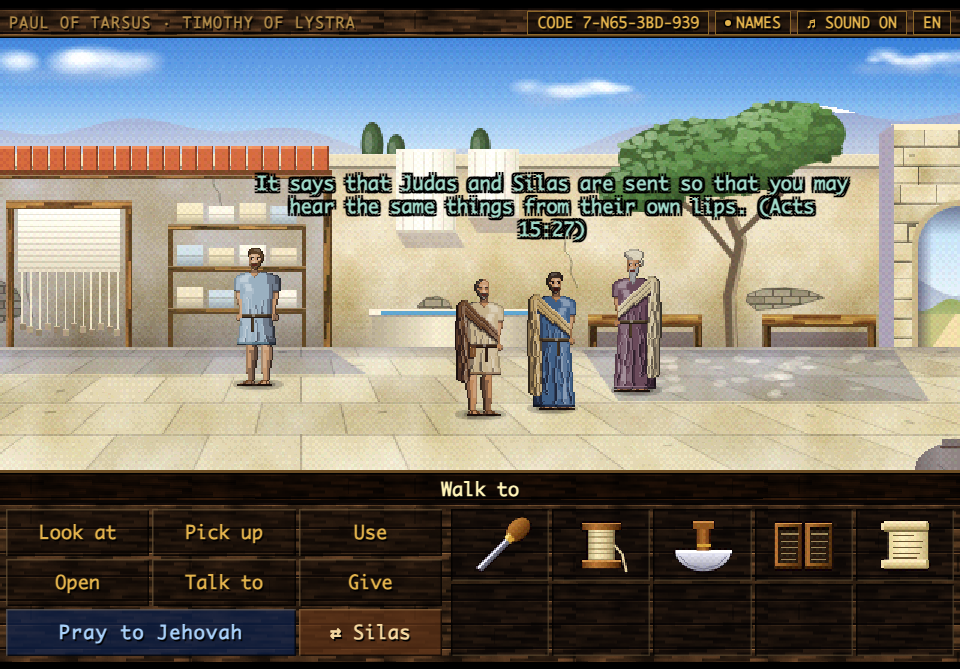 PAUL OF TARSUS · TIMOTHY OF LYSTRA
CODE 7-N65-3BD-939
• NAMES
♬ SOUND ON
EN
It says that Judas and Silas are sent so that you may
hear the same things from their own lips. (Acts
15:27)
Walk to
Look at
Pick up
Use
Open
Talk to
Give
Pray to Jehovah
⇄ Silas